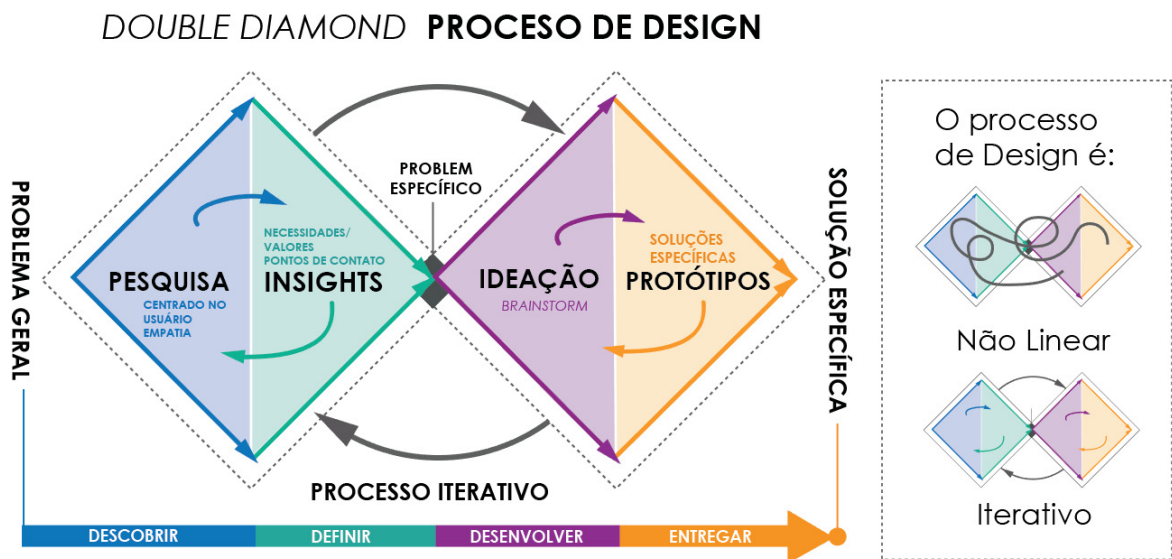 DOUBLE DIAMOND PROCESO DE DESIGN
PROBLEMA GERAL
PESQUISA
CENTRADO NO
USUÁRIO
EMPATIA
NECESSIDADES/
VALORES
PONTOS DE CONTATO
INSIGHTS
PROBLEM
ESPECÍFICO
IDEAÇÃO
BRAINSTORM
SOLUÇÕES
ESPECÍFICAS
PROTÓTIPOS
SOLUÇÃO ESPECÍFICA
PROCESSO ITERATIVO
DESCOBRIR
DEFINIR
DESENVOLVER
ENTREGAR
O processo
de Design é:
Não Linear
Iterativo